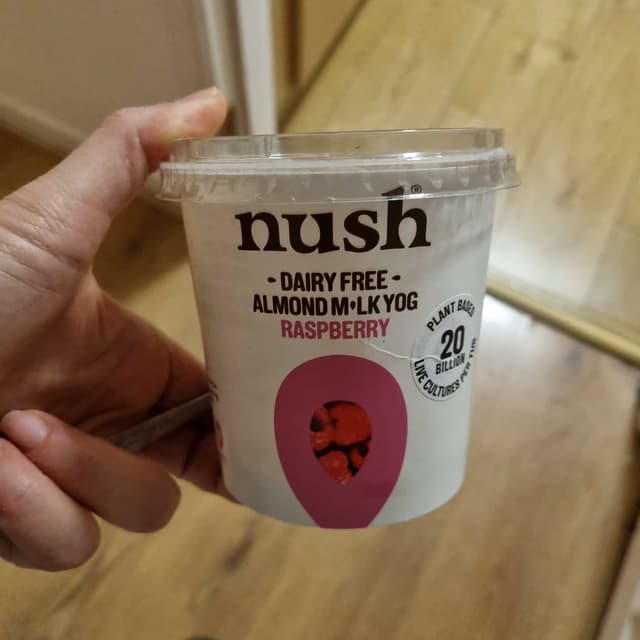 nush®
- DAIRY FREE -
ALMOND M•LK YOG
RASPBERRY
PLANT BASED
20
BILLION
LIVE CULTURES PER TUB